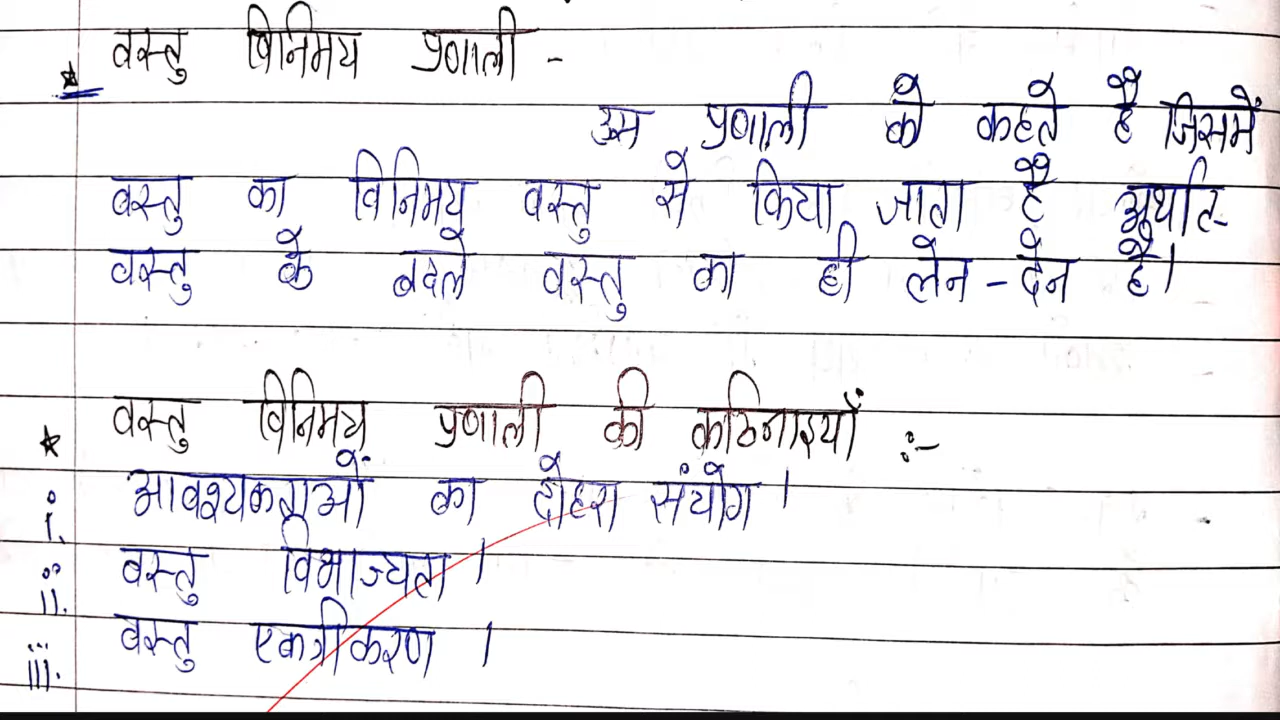 * वस्तु विनिमय प्रणाली -
उस प्रणाली को कहते है जिसमें
वस्तु का विनिमय वस्तु से किया जाता है अर्थात-
वस्तु के बदले वस्तु का ही लेन-देन है।
* वस्तु विनिमय प्रणाली की कठिनाइयाँ :-
i. आवश्यकताओं का दोहरा संयोग।
ii. वस्तु विभाज्यता।
iii. वस्तु एकत्रीकरण ।